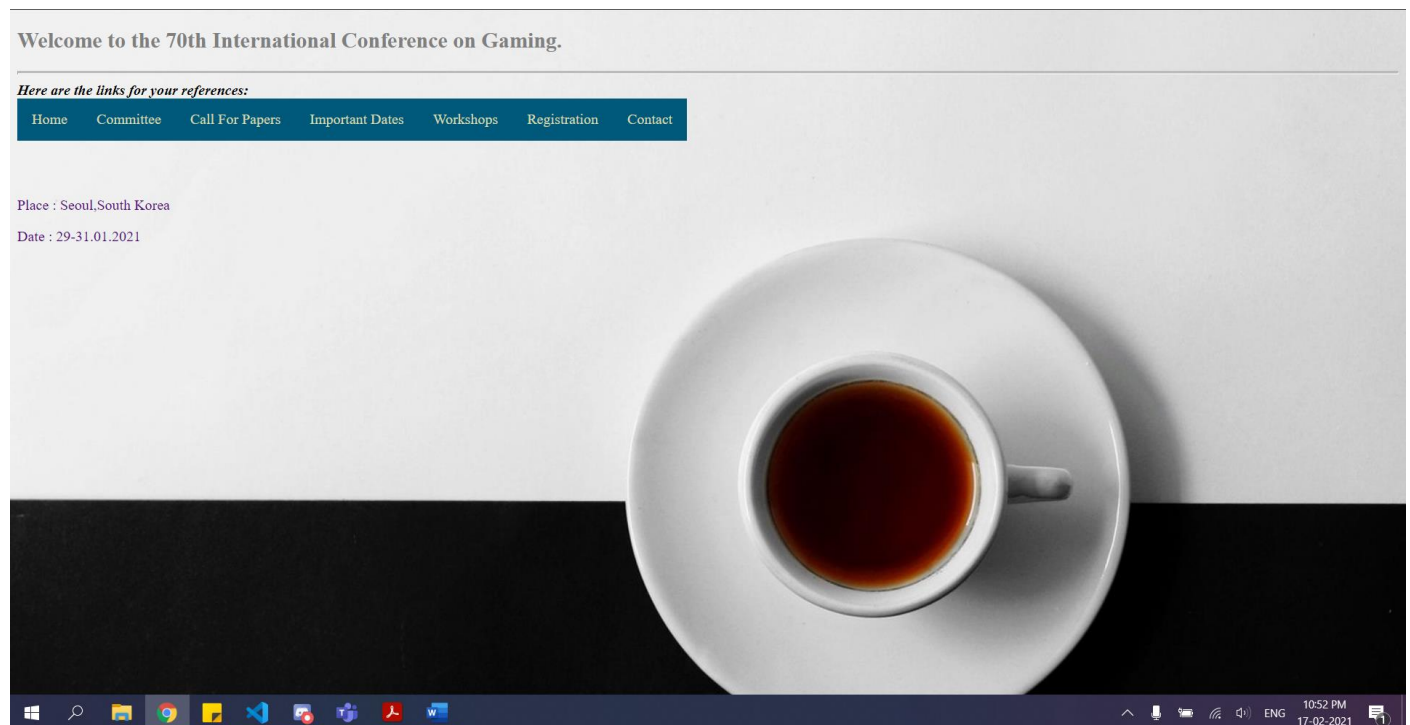 Welcome to the 70th International Conference on Gaming.
Here are the links for your references:
Home Committee Call For Papers Important Dates Workshops Registration Contact
Place : Seoul,South Korea
Date : 29-31.01.2021
ENG 10:52 PM
17-02-2021 1